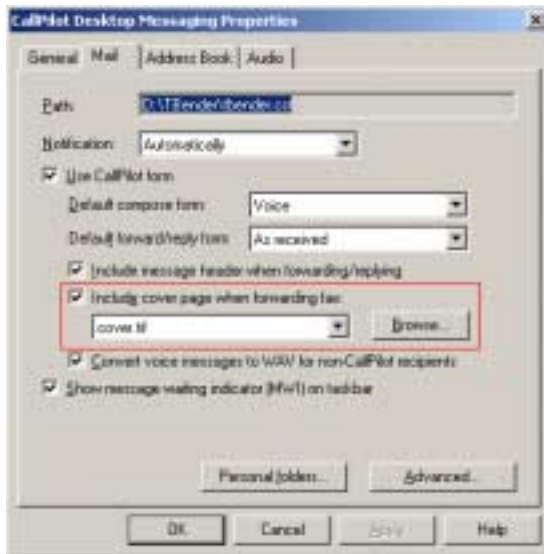 CallPilot Desktop Messaging Properties
General Mail Address Book Audio
Path:
Notification: Automatically
Use CallPilot form
Default compose form: Voice
Default forward/reply form: As received
Include message header when forwarding/replying
Include cover page when forwarding fax:
cover.tif Browse...
Convert voice messages to WAV for non-CallPilot recipients
Show message waiting indicator (MWI) on taskbar
Personal folders... Advanced...
OK Cancel Apply Help